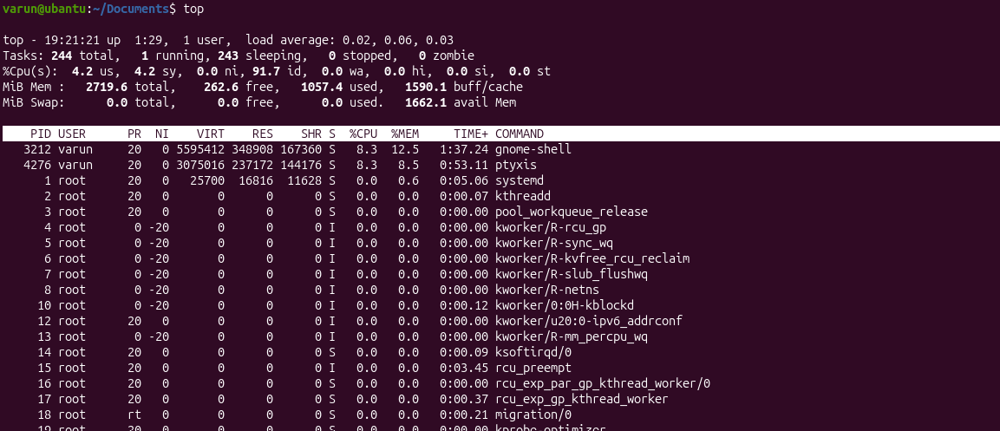 varun@ubantu:~/Documents$ top
top - 19:21:21 up  1:29,  1 user,  load average: 0.02, 0.06, 0.03
Tasks: 244 total,   1 running, 243 sleeping,   0 stopped,   0 zombie
%Cpu(s):  4.2 us,  4.2 sy,  0.0 ni, 91.7 id,  0.0 wa,  0.0 hi,  0.0 si,  0.0 st
MiB Mem :   2719.6 total,    262.6 free,   1057.4 used,   1590.1 buff/cache
MiB Swap:      0.0 total,      0.0 free,      0.0 used.   1662.1 avail Mem
    PID USER      PR  NI    VIRT    RES    SHR S  %CPU  %MEM     TIME+ COMMAND
   3212 varun     20   0 5595412 348908 167360 S   8.3  12.5   1:37.24 gnome-shell
   4276 varun     20   0 3075016 237172 144176 S   8.3   8.5   0:53.11 ptyxis
      1 root      20   0   25700  16816  11628 S   0.0   0.6   0:05.06 systemd
      2 root      20   0       0      0      0 S   0.0   0.0   0:00.07 kthreadd
      3 root      20   0       0      0      0 S   0.0   0.0   0:00.00 pool_workqueue_release
      4 root       0 -20       0      0      0 I   0.0   0.0   0:00.00 kworker/R-rcu_gp
      5 root       0 -20       0      0      0 I   0.0   0.0   0:00.00 kworker/R-sync_wq
      6 root       0 -20       0      0      0 I   0.0   0.0   0:00.00 kworker/R-kvfree_rcu_reclaim
      7 root       0 -20       0      0      0 I   0.0   0.0   0:00.00 kworker/R-slub_flushwq
      8 root       0 -20       0      0      0 I   0.0   0.0   0:00.00 kworker/R-netns
     10 root       0 -20       0      0      0 I   0.0   0.0   0:00.12 kworker/0:0H-kblockd
     12 root      20   0       0      0      0 I   0.0   0.0   0:00.00 kworker/u20:0-ipv6_addrconf
     13 root       0 -20       0      0      0 I   0.0   0.0   0:00.00 kworker/R-mm_percpu_wq
     14 root      20   0       0      0      0 S   0.0   0.0   0:00.09 ksoftirqd/0
     15 root      20   0       0      0      0 I   0.0   0.0   0:03.45 rcu_preempt
     16 root      20   0       0      0      0 S   0.0   0.0   0:00.00 rcu_exp_par_gp_kthread_worker/0
     17 root      20   0       0      0      0 S   0.0   0.0   0:00.37 rcu_exp_gp_kthread_worker
     18 root      rt   0       0      0      0 S   0.0   0.0   0:00.21 migration/0
     19 root      20   0       0      0      0 S   0.0   0.0   0:00.00 kprobe-optimizer